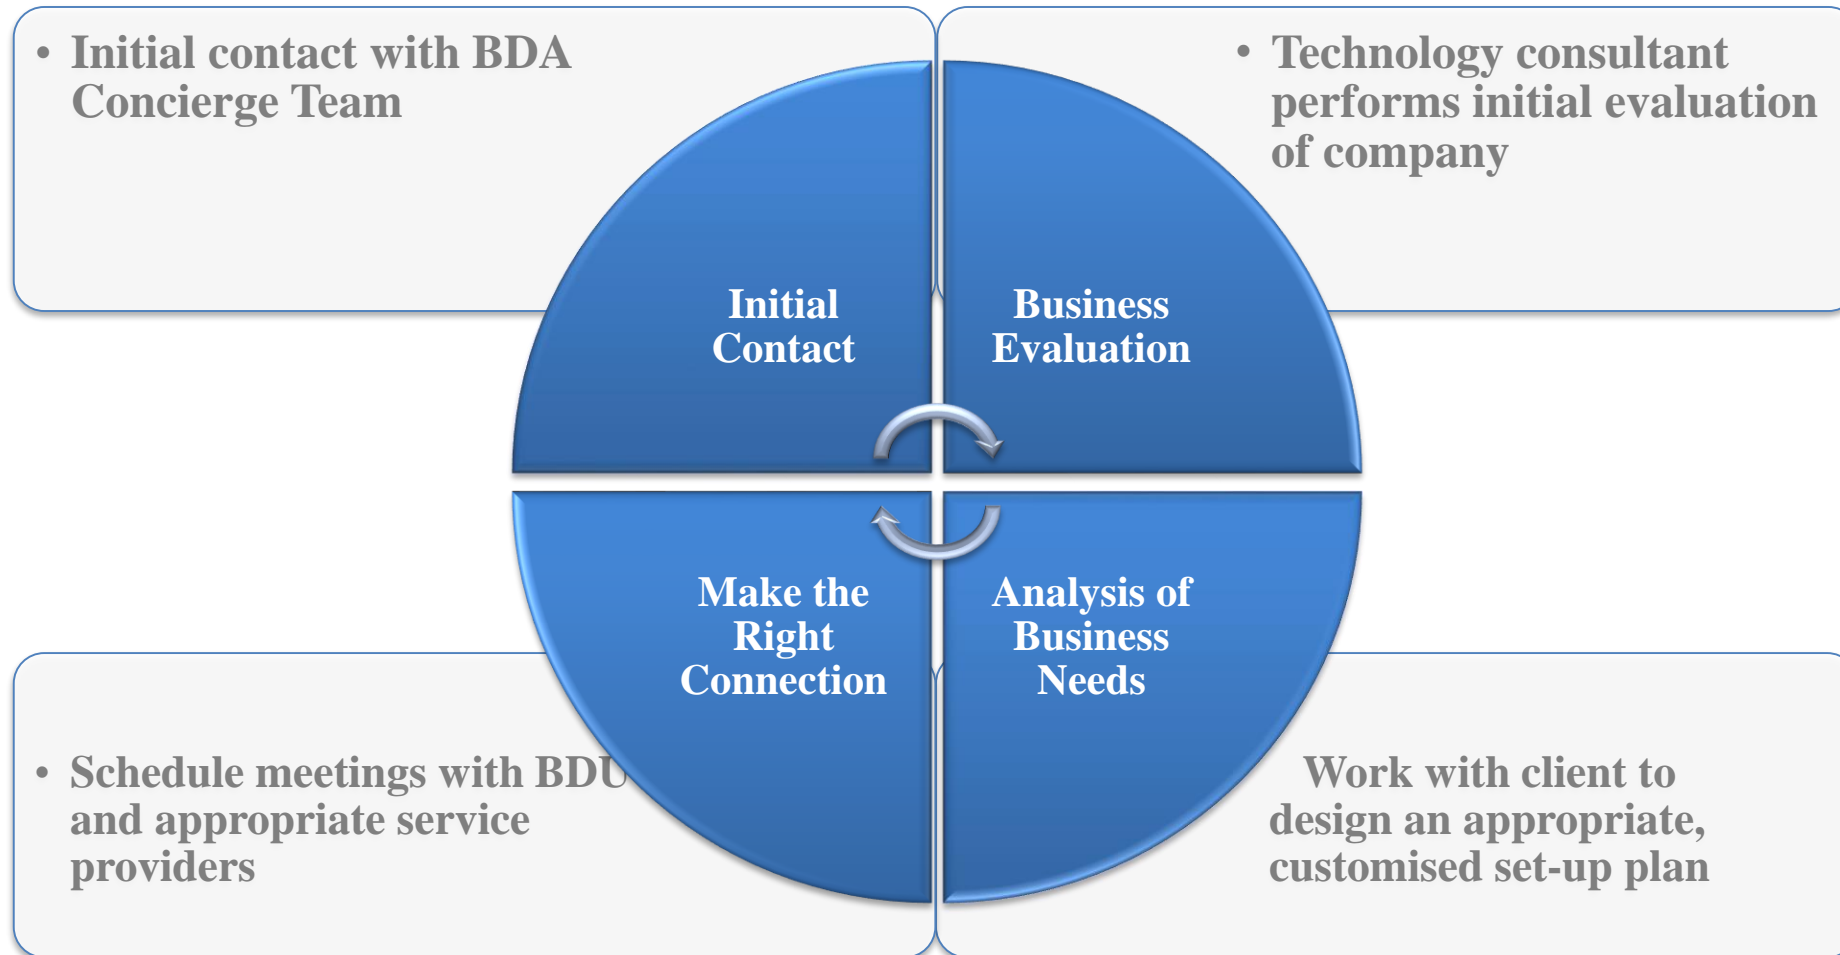 • Initial contact with BDA
Concierge Team
• Technology consultant
performs initial evaluation
of company
Initial
Contact
Business
Evaluation
Make the
Right
Connection
Analysis of
Business
Needs
• Schedule meetings with BDU
and appropriate service
providers
Work with client to
design an appropriate,
customised set-up plan